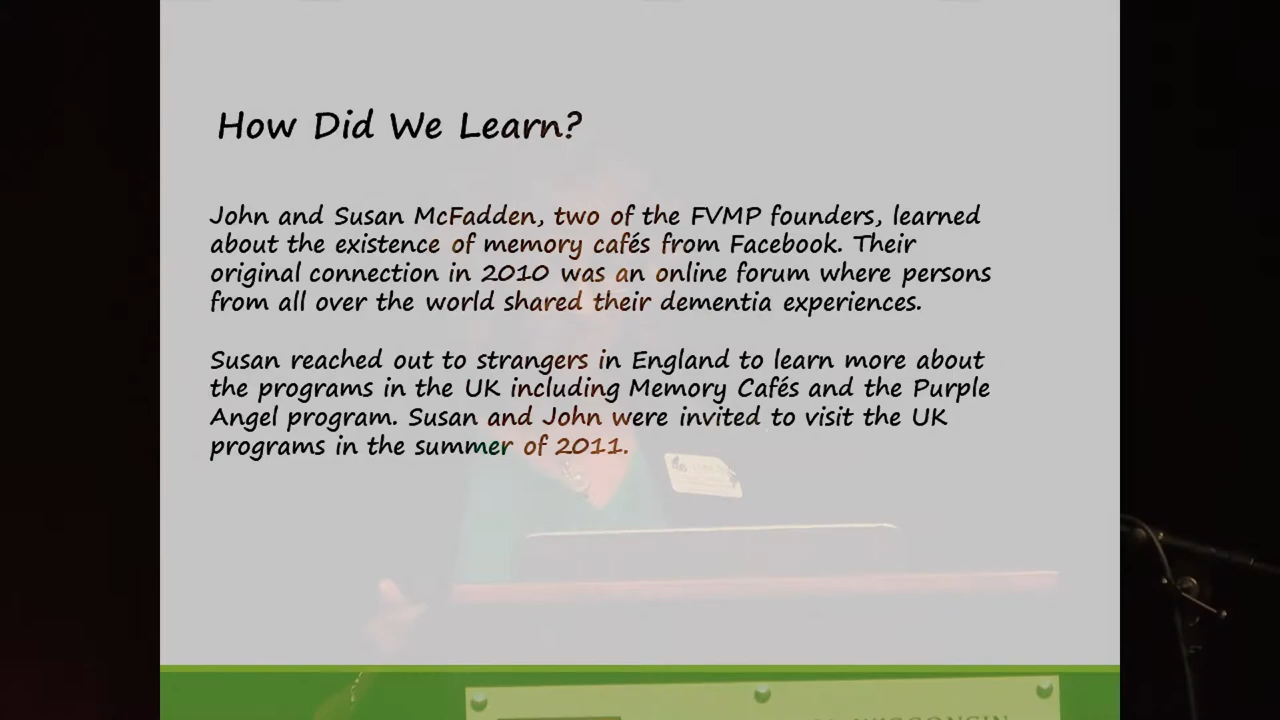 How Did We Learn?
John and Susan McFadden, two of the FVMP founders, learned
about the existence of memory cafés from Facebook. Their
original connection in 2010 was an online forum where persons
from all over the world shared their dementia experiences.
Susan reached out to strangers in England to learn more about
the programs in the UK including Memory Cafés and the Purple
Angel program. Susan and John were invited to visit the UK
programs in the summer of 2011.
WISCONSIN